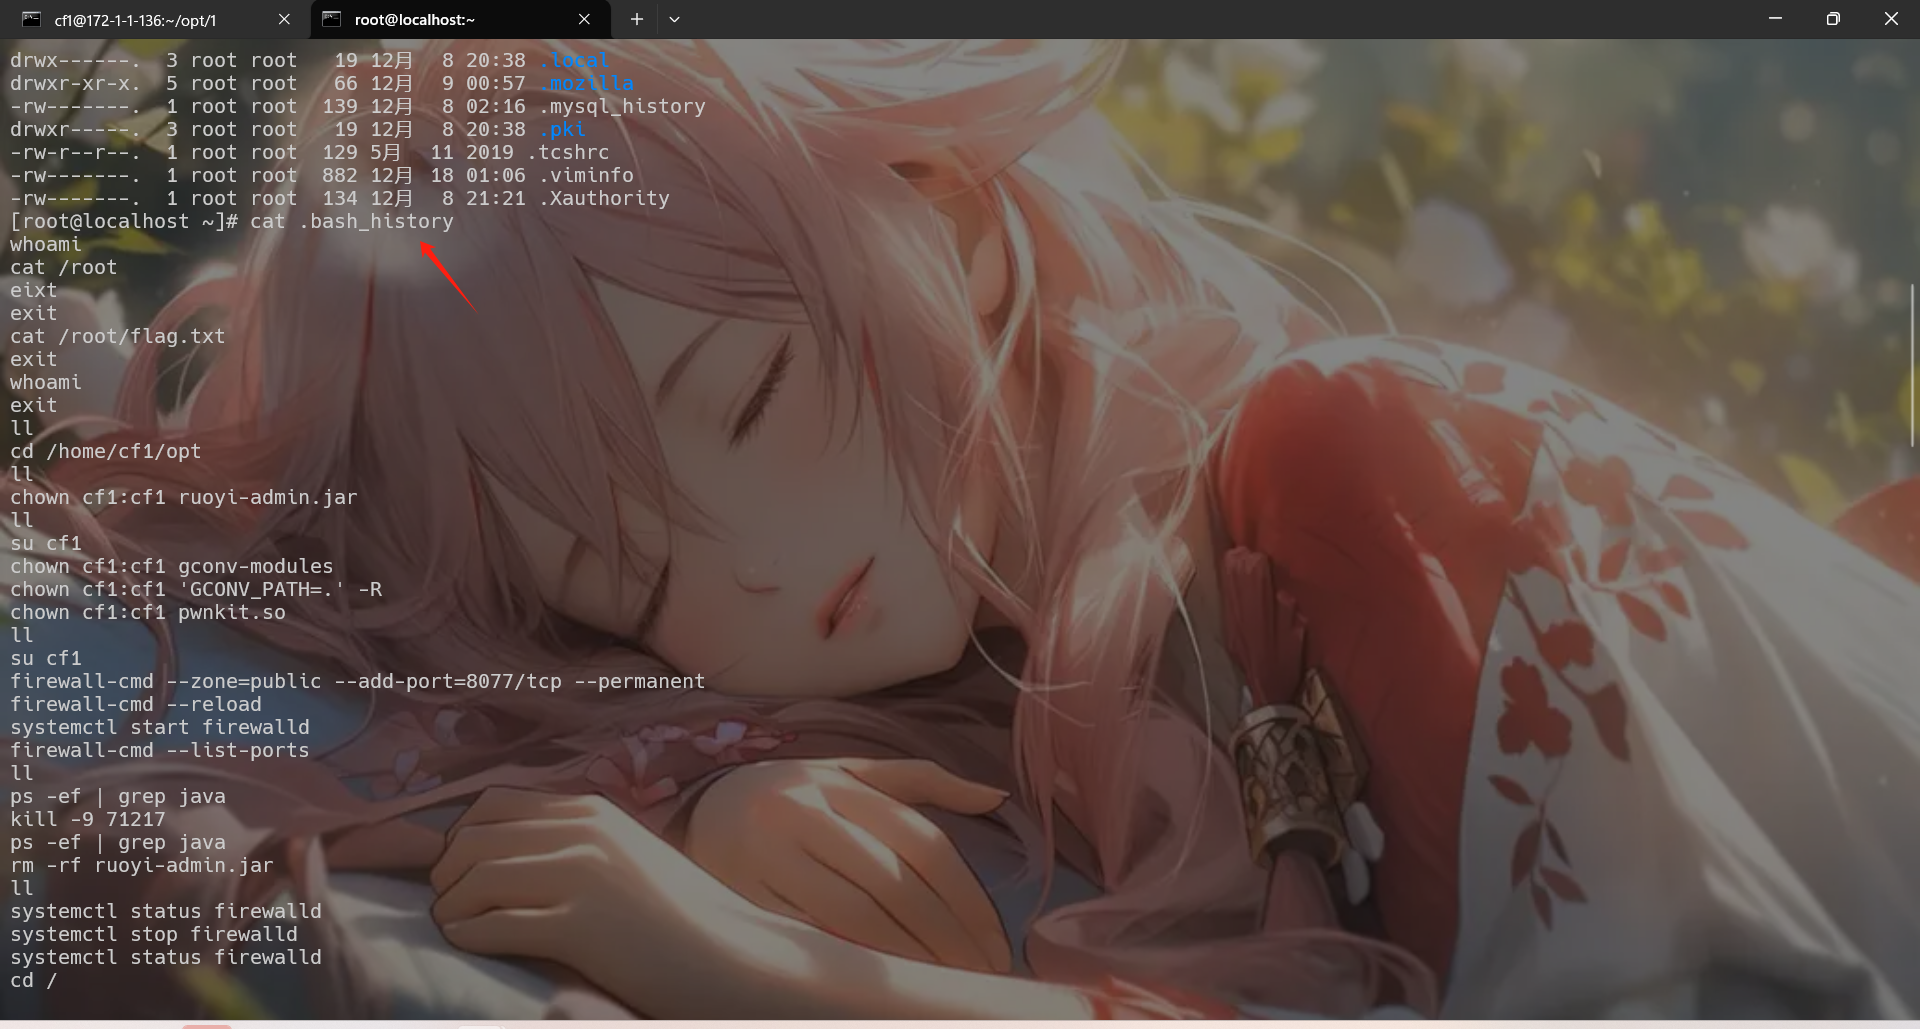 cf1@172-1-1-136:~/opt/1
root@localhost:~
drwx------.  3 root root   19 12月  8 20:38 .local
drwxr-xr-x.  5 root root   66 12月  9 00:57 .mozilla
-rw-------.  1 root root  139 12月  8 02:16 .mysql_history
drwxr-----.  3 root root   19 12月  8 20:38 .pki
-rw-r--r--.  1 root root  129 5月  11 2019 .tcshrc
-rw-------.  1 root root  882 12月 18 01:06 .viminfo
-rw-------.  1 root root  134 12月  8 21:21 .Xauthority
[root@localhost ~]# cat .bash_history
whoami
cat /root
eixt
exit
cat /root/flag.txt
exit
whoami
exit
ll
cd /home/cf1/opt
ll
chown cf1:cf1 ruoyi-admin.jar
ll
su cf1
chown cf1:cf1 gconv-modules
chown cf1:cf1 'GCONV_PATH=.' -R
chown cf1:cf1 pwnkit.so
ll
su cf1
firewall-cmd --zone=public --add-port=8077/tcp --permanent
firewall-cmd --reload
systemctl start firewalld
firewall-cmd --list-ports
ll
ps -ef | grep java
kill -9 71217
ps -ef | grep java
rm -rf ruoyi-admin.jar
ll
systemctl status firewalld
systemctl stop firewalld
systemctl status firewalld
cd /